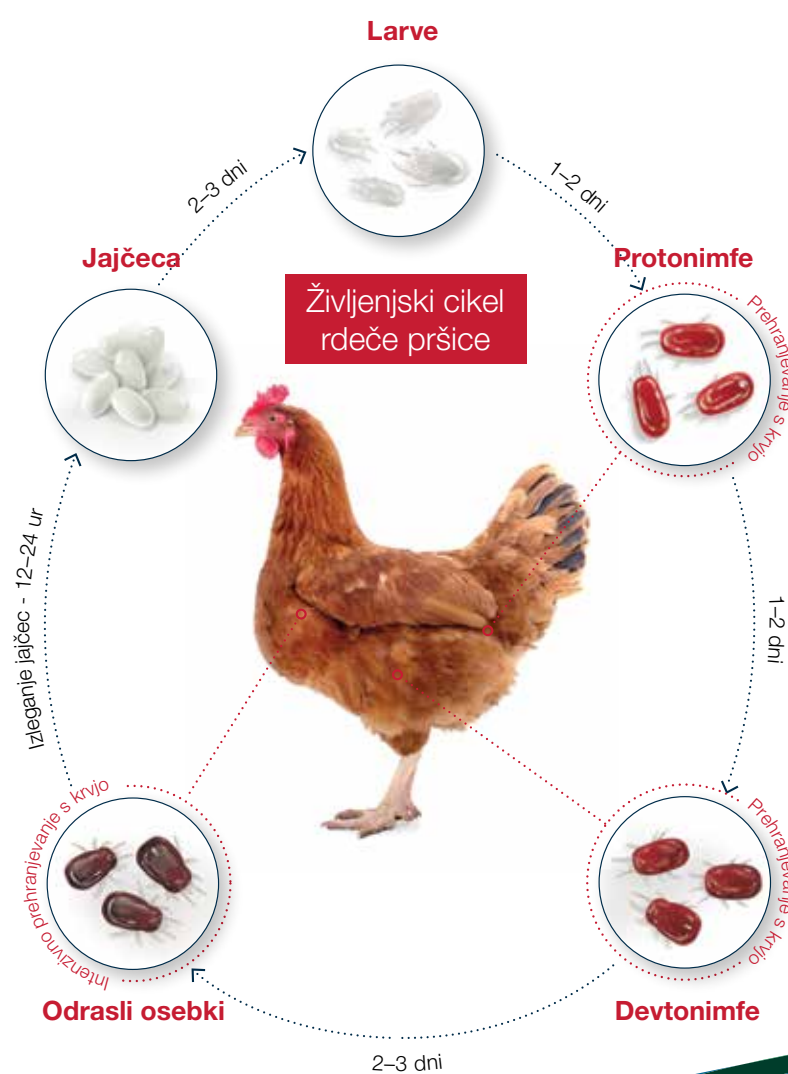 Larve
2–3 dni
1–2 dni
Jajčeca
Protonimfe
Življenjski cikel
rdeče pršice
Prehranjevanje s krvjo
Izleganje jajčec - 12–24 ur
1–2 dni
Intenzivno prehranjevanje s krvjo
Prehranjevanje s krvjo
Odrasli osebki
Devtonimfe
2–3 dni